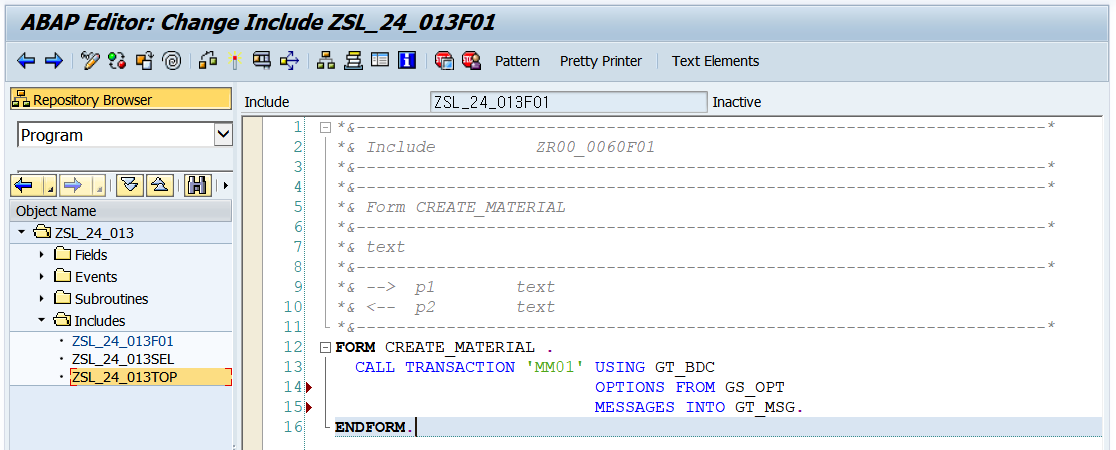 ABAP Editor: Change Include ZSL_24_013F01
Pattern Pretty Printer Text Elements
Repository Browser
Program
Object Name
ZSL_24_013
Fields
Events
Subroutines
Includes
ZSL_24_013F01
ZSL_24_013SEL
ZSL_24_013TOP
Include ZSL_24_013F01 Inactive
1 *&---------------------------------------------------------------------*
2 *& Include ZR00_0060F01
3 *&---------------------------------------------------------------------*
4 *&---------------------------------------------------------------------*
5 *& Form CREATE_MATERIAL
6 *&---------------------------------------------------------------------*
7 *& text
8 *&---------------------------------------------------------------------*
9 *& --> p1 text
10 *& <-- p2 text
11 *&---------------------------------------------------------------------*
12 FORM CREATE_MATERIAL .
13 CALL TRANSACTION 'MM01' USING GT_BDC
14 OPTIONS FROM GS_OPT
15 MESSAGES INTO GT_MSG.
16 ENDFORM.